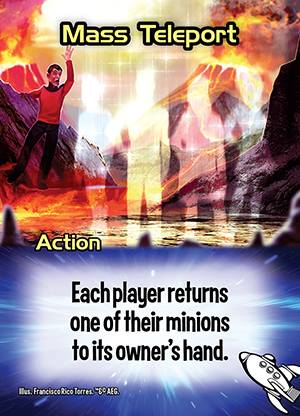 Mass Teleport
Action
Each player returns
one of their minions
to its owner's hand.
Illus. Francisco Rico Torres. ™© AEG.